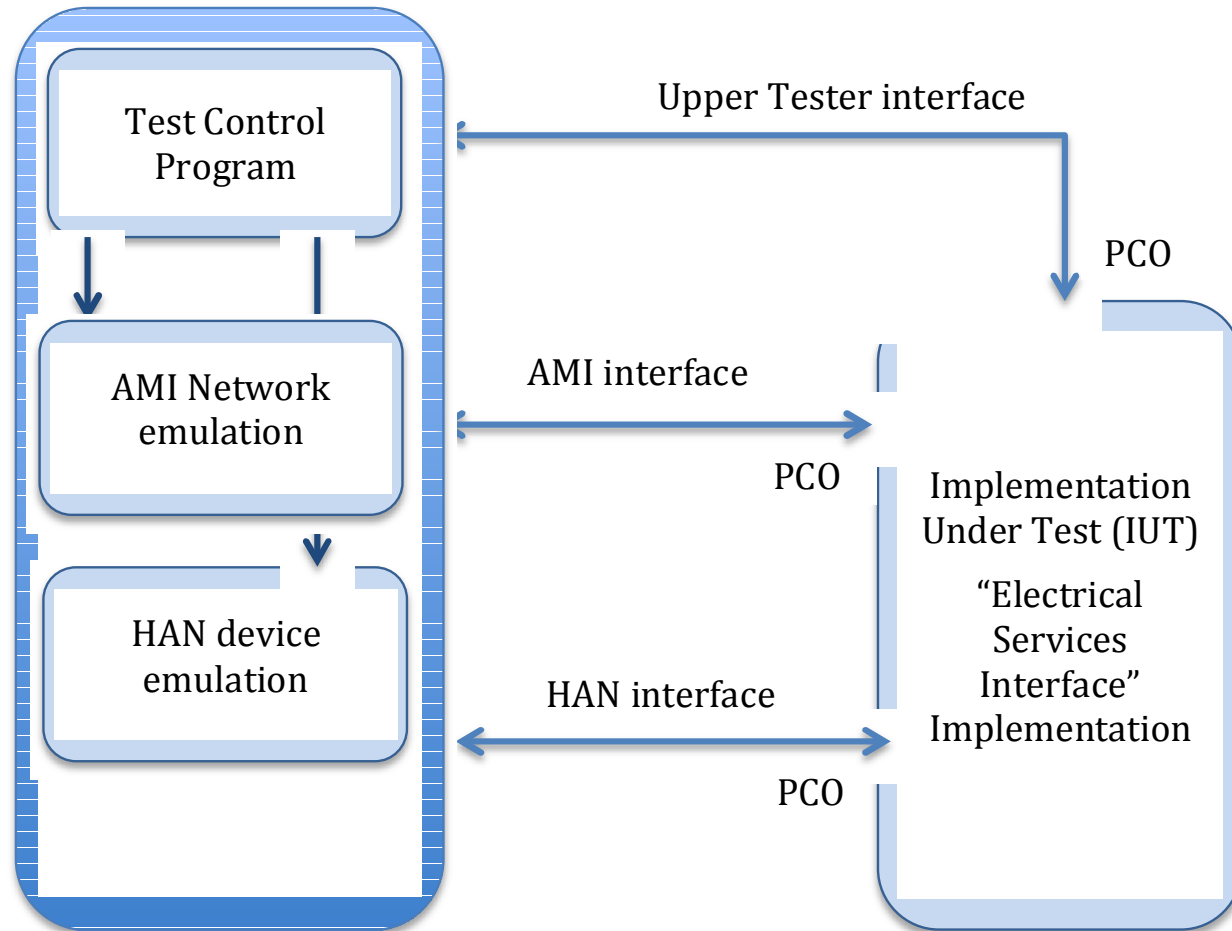 Test Control
Program
Upper Tester interface
PCO
AMI Network
emulation
AMI interface
PCO
Implementation
Under Test (IUT)
“Electrical
Services
Interface”
Implementation
HAN device
emulation
HAN interface
PCO